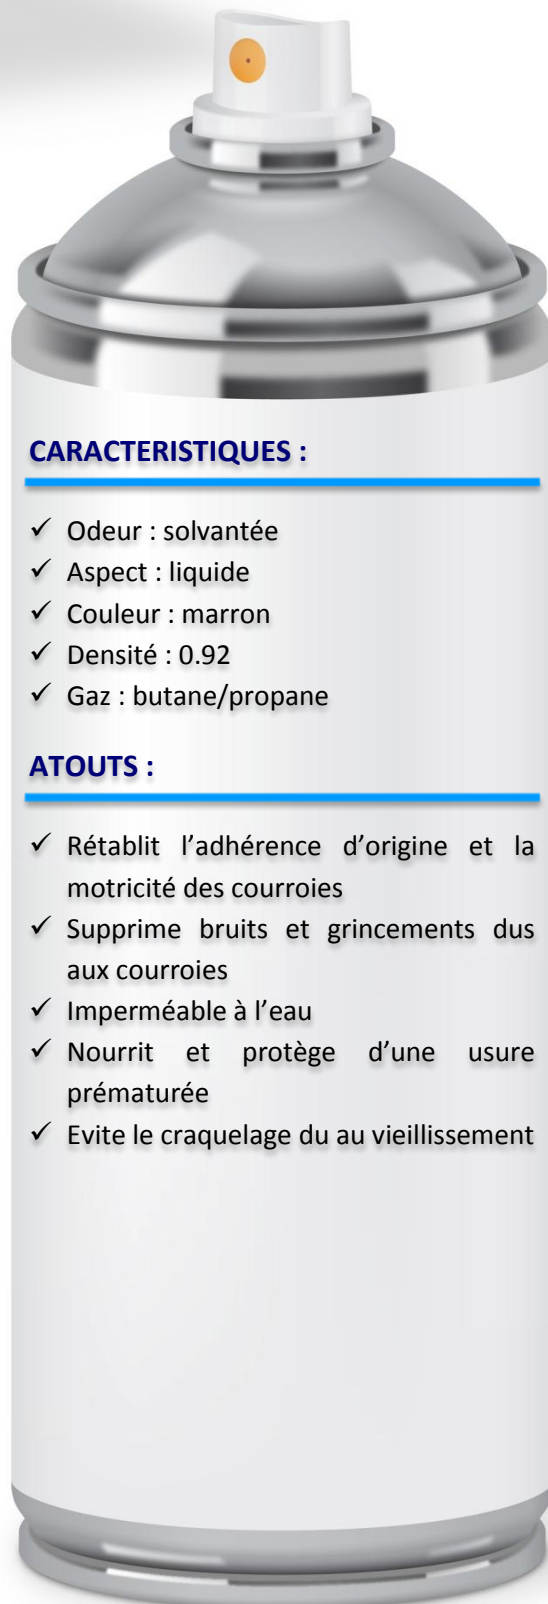 CARACTERISTIQUES :
✓ Odeur : solvantée
✓ Aspect : liquide
✓ Couleur : marron
✓ Densité : 0.92
✓ Gaz : butane/propane
ATOUTS :
✓ Rétablit l’adhérence d’origine et la
motricité des courroies
✓ Supprime bruits et grincements dus
aux courroies
✓ Imperméable à l’eau
✓ Nourrit et protège d’une usure
prématurée
✓ Evite le craquelage du au vieillissement